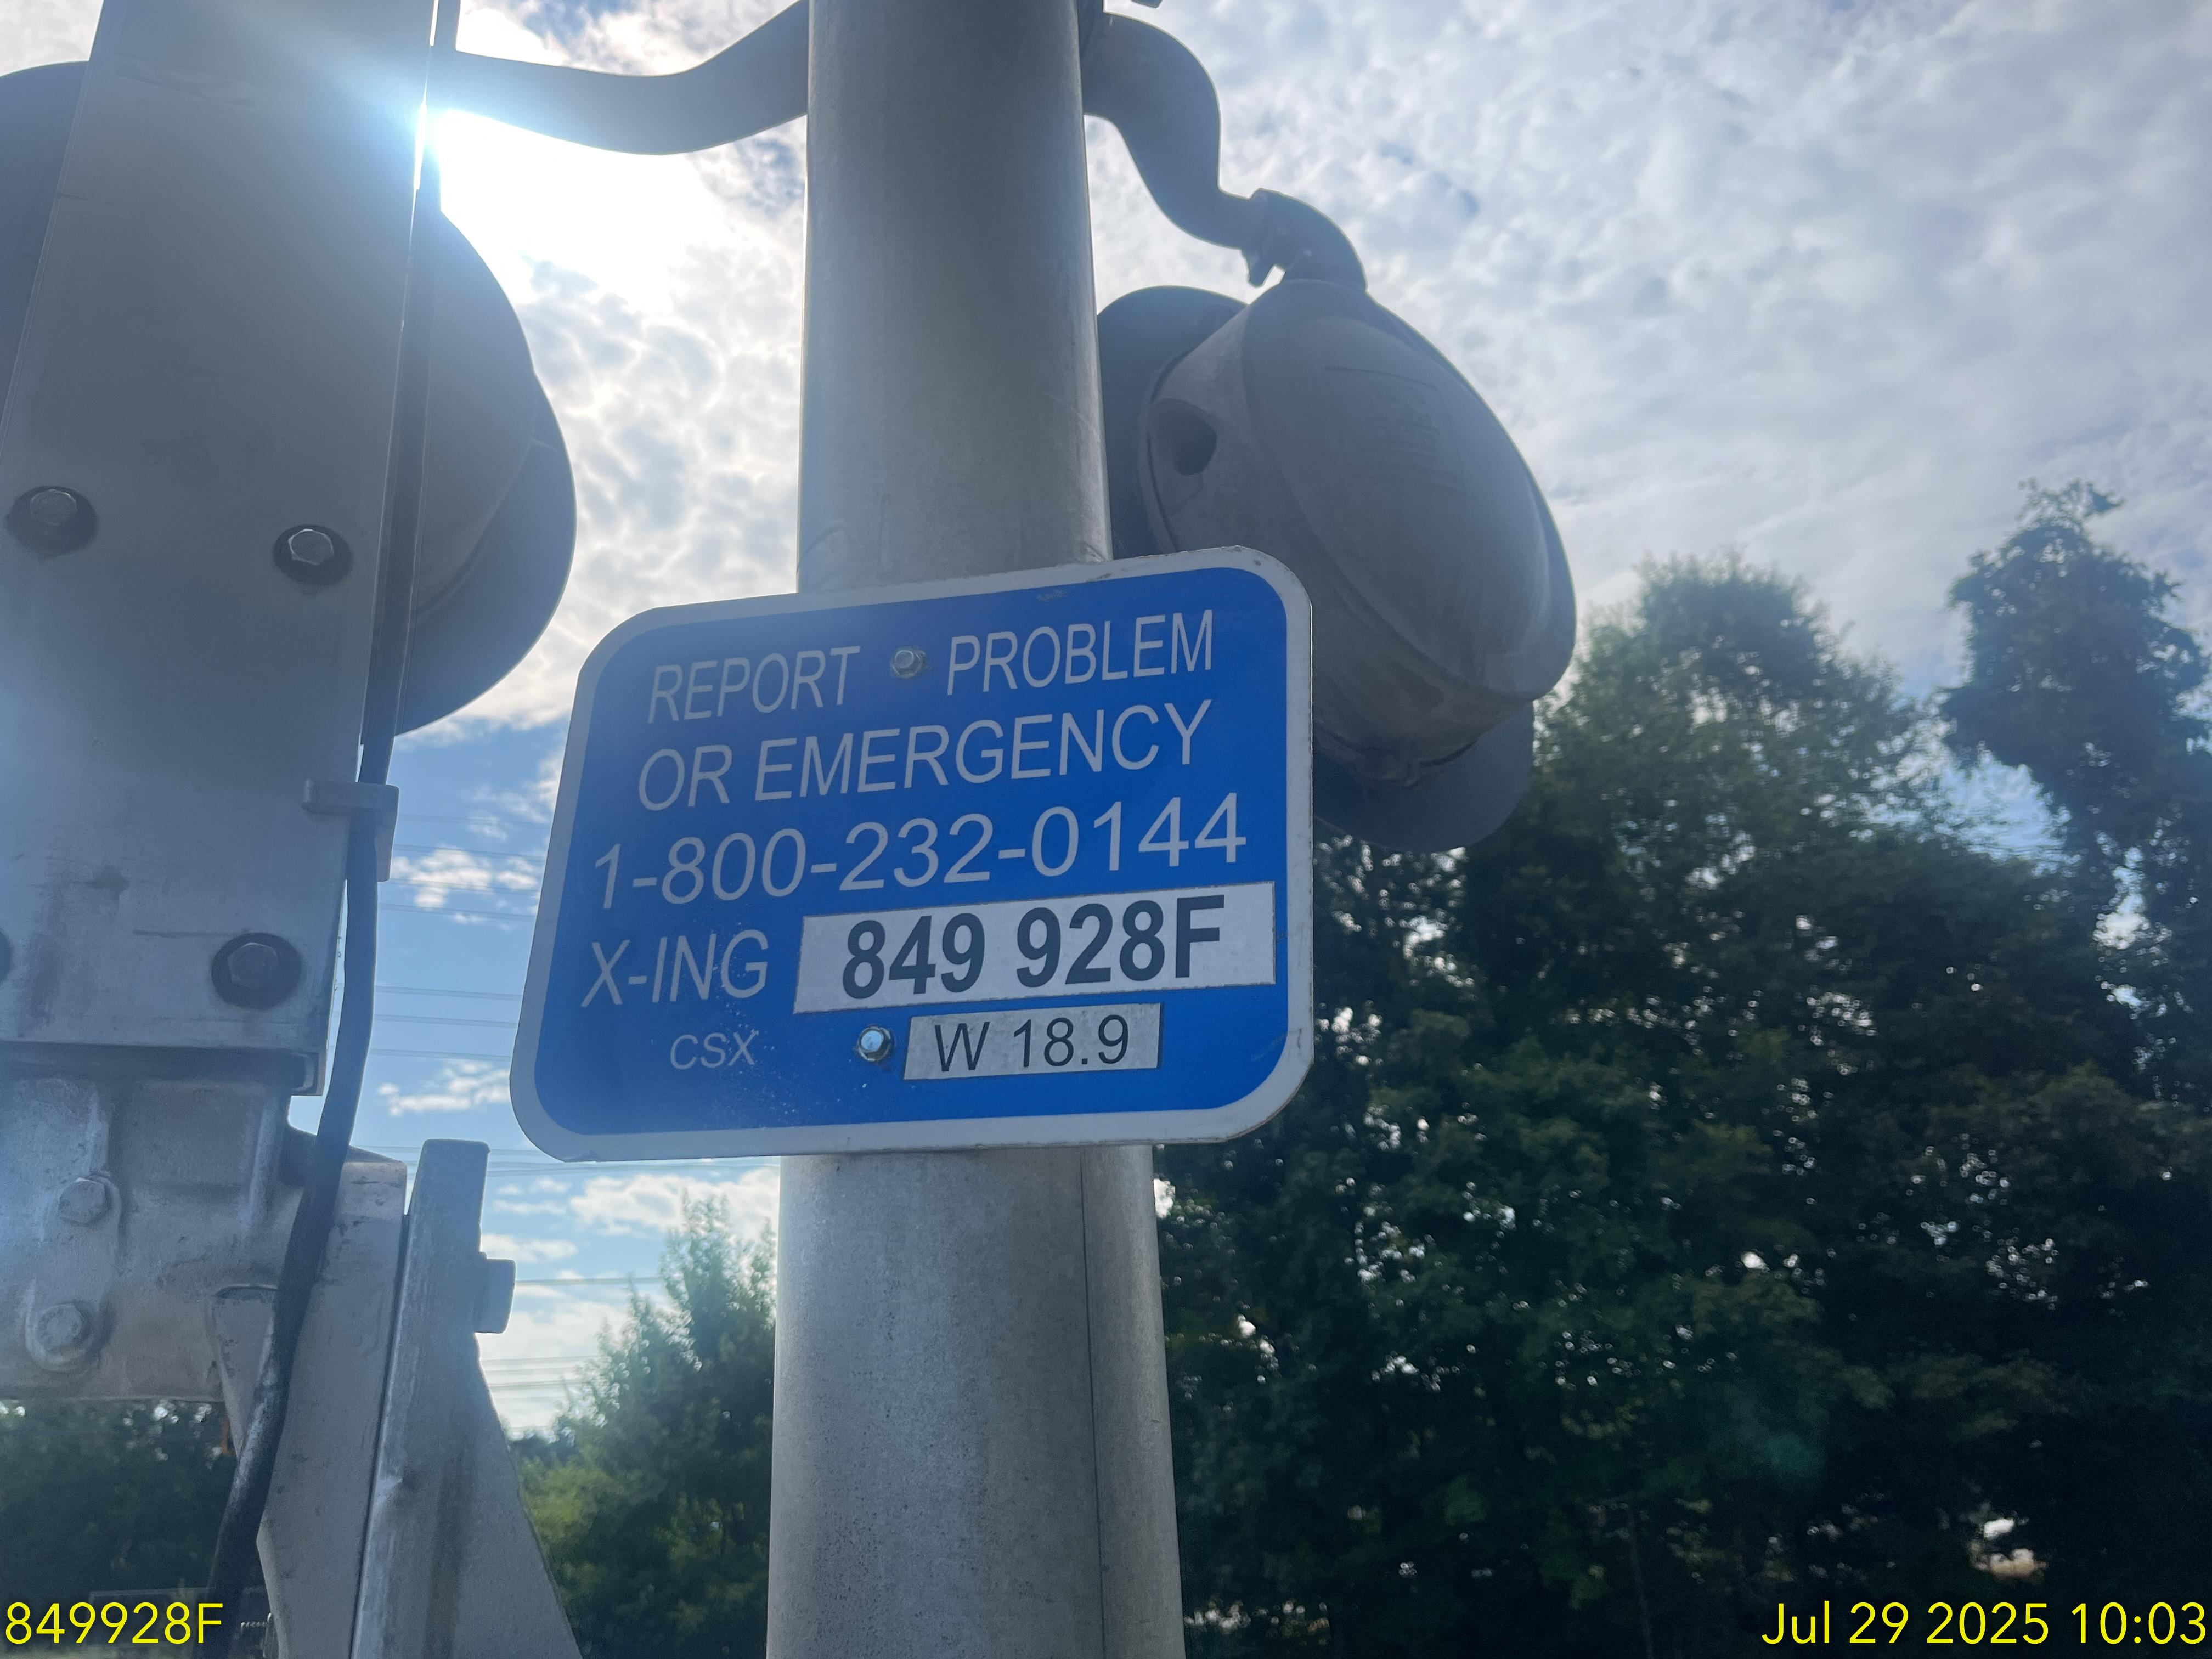 REPORT PROBLEM
OR EMERGENCY
1-800-232-0144
X-ING 849 928F
CSX W 18.9
849928F
Jul 29 2025 10:03